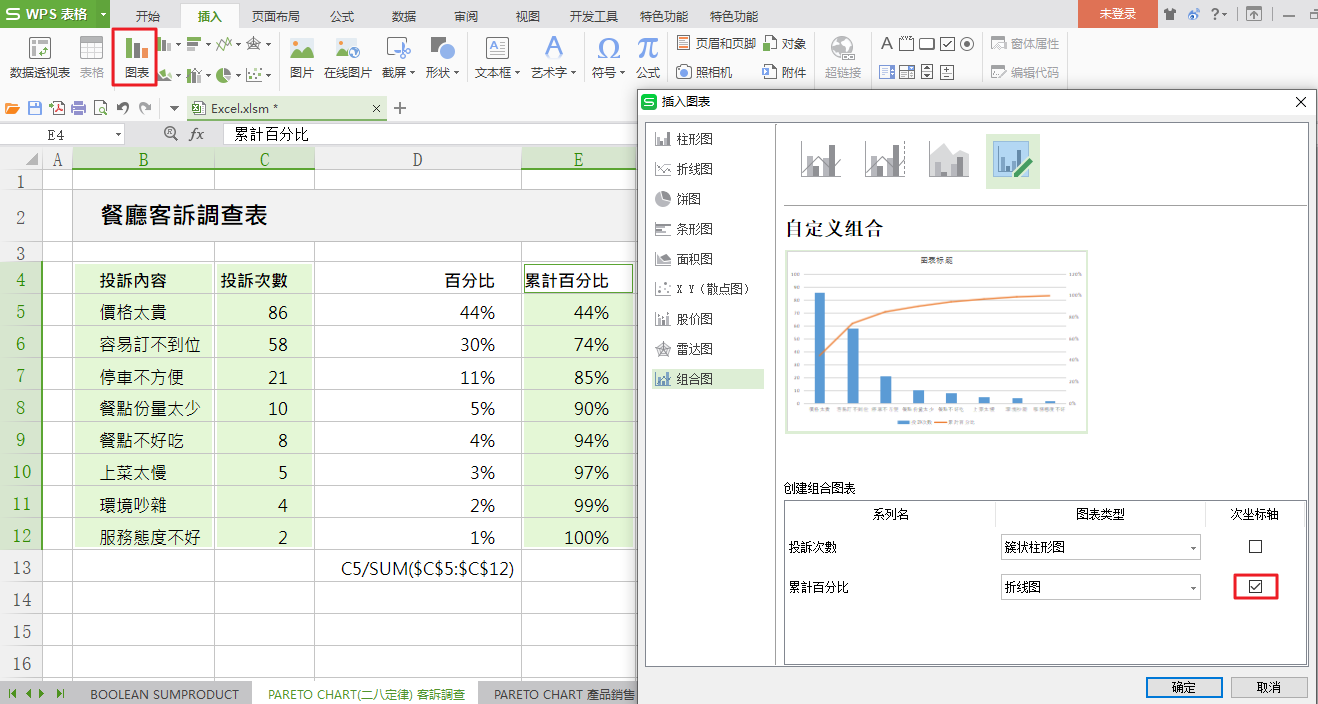 S WPS 表格 开始 插入 页面布局 公式 数据 审阅 视图 开发工具 特色功能 特色功能 未登录
数据透视表 表格 图表 图片 在线图片 截屏 形状 文本框 艺术字 符号 公式 页眉和页脚 对象 照相机 附件 超链接 窗体属性 编辑代码
Excel.xlsm *
E4 fx 累計百分比
A B C D E
1
2 餐廳客訴調查表
3
4 投訴內容 投訴次數 百分比 累計百分比
5 價格太貴 86 44% 44%
6 容易訂不到位 58 30% 74%
7 停車不方便 21 11% 85%
8 餐點份量太少 10 5% 90%
9 餐點不好吃 8 4% 94%
10 上菜太慢 5 3% 97%
11 環境吵雜 4 2% 99%
12 服務態度不好 2 1% 100%
13 C5/SUM($C$5:$C$12)
14
15
16
BOOLEAN SUMPRODUCT PARETO CHART(二八定律) 客訴調查 PARETO CHART 產品銷售
插入图表
柱形图
折线图
饼图
条形图
面积图
X Y（散点图）
股价图
雷达图
组合图
自定义组合
图表标题
创建组合图表
系列名 图表类型 次坐标轴
投訴次數 簇状柱形图
累計百分比 折线图
确定 取消